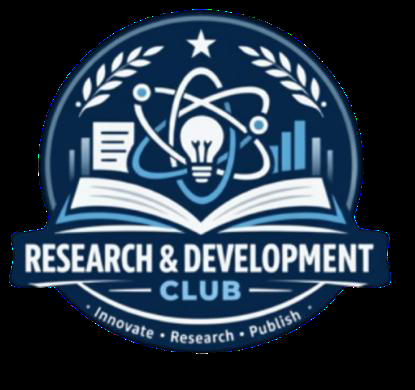 RESEARCH & DEVELOPMENT
CLUB
• Innovate • Research • Publish •